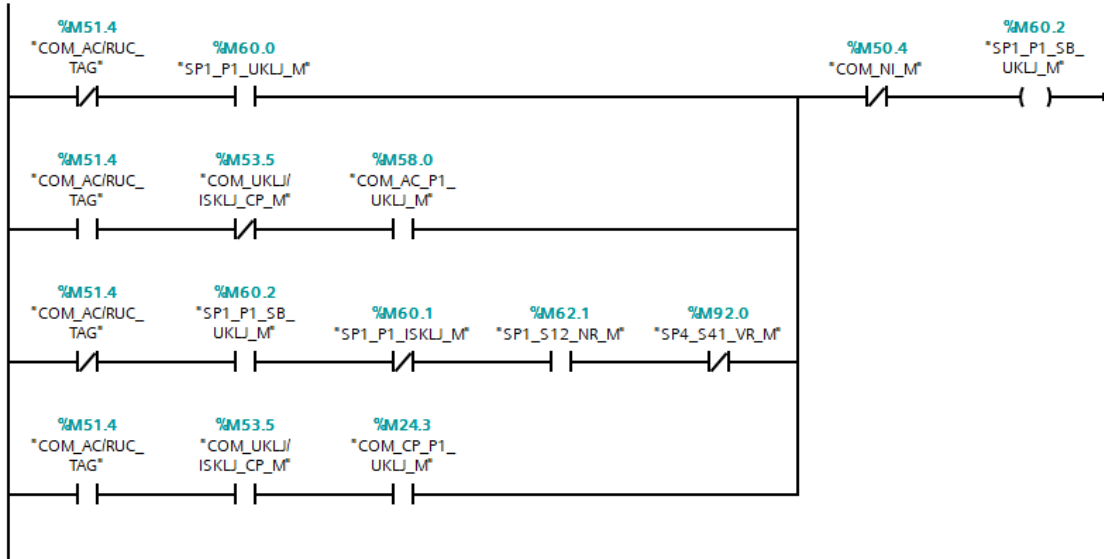 %M51.4
"COM_AC/RUC_
TAG"
%M60.0
"SP1_P1_UKLJ_M"
%M50.4
"COM_NI_M"
%M60.2
"SP1_P1_SB_
UKLJ_M"
%M51.4
"COM_AC/RUC_
TAG"
%M53.5
"COM_UKLJ/
ISKLJ_CP_M"
%M58.0
"COM_AC_P1_
UKLJ_M"
%M51.4
"COM_AC/RUC_
TAG"
%M60.2
"SP1_P1_SB_
UKLJ_M"
%M60.1
"SP1_P1_ISKLJ_M"
%M62.1
"SP1_S12_NR_M"
%M92.0
"SP4_S41_VR_M"
%M51.4
"COM_AC/RUC_
TAG"
%M53.5
"COM_UKLJ/
ISKLJ_CP_M"
%M24.3
"COM_CP_P1_
UKLJ_M"